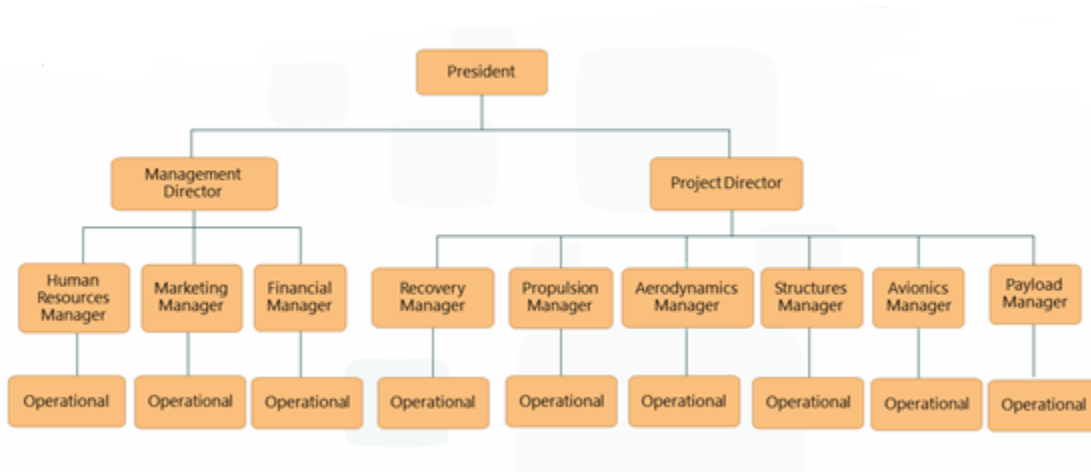 President
Management
Director
Project Director
Human
Resources
Manager
Marketing
Manager
Financial
Manager
Recovery
Manager
Propulsion
Manager
Aerodynamics
Manager
Structures
Manager
Avionics
Manager
Payload
Manager
Operational
Operational
Operational
Operational
Operational
Operational
Operational
Operational
Operational